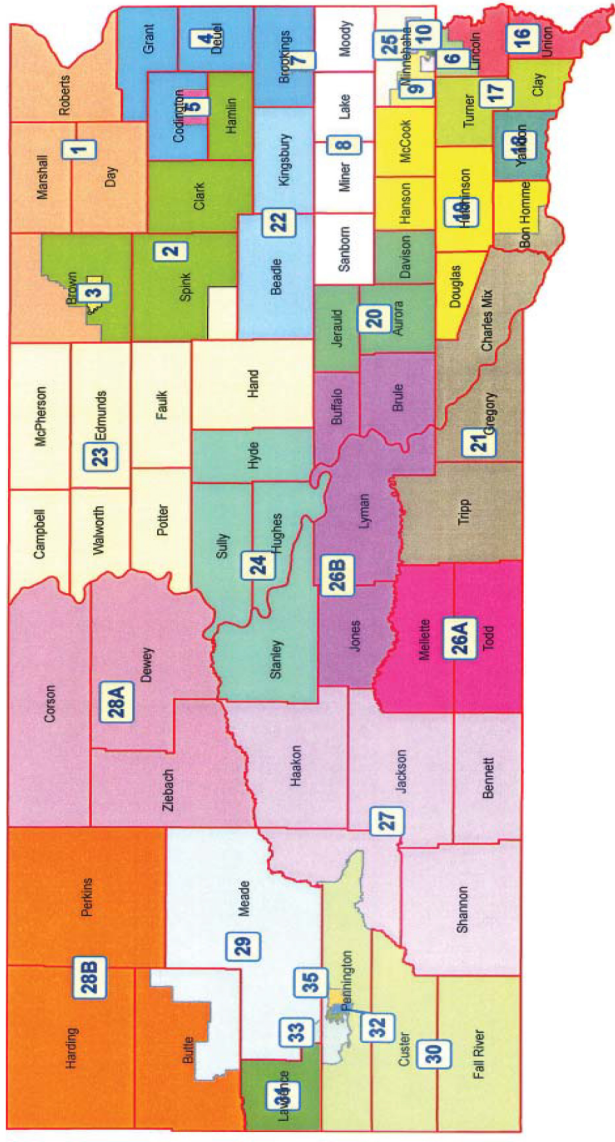 Harding
Perkins
28B
Butte
Meade
29
Lawrence
31
33
35
Pennington
32
Custer
30
Fall River
Shannon
Corson
28A
Dewey
Ziebach
Haakon
Jackson
27
Bennett
Campbell
McPherson
Walworth
23
Edmunds
Potter
Faulk
Hand
Sully
Hyde
24
Hughes
Stanley
Jones
26B
Lyman
Buffalo
Brule
Mellette
26A
Todd
Tripp
21
Gregory
Charles Mix
Brown
3
Marshall
Roberts
1
Day
Grant
2
Spink
Clark
Codington
5
4
Deuel
Hamlin
Beadle
22
Kingsbury
Brookings
7
Jerauld
20
Aurora
Davison
Sanborn
Miner
8
Lake
Moody
Hanson
McCook
9
Minnehaha
25
10
6
Lincoln
Douglas
19
Hutchinson
Turner
17
Bon Homme
18
Yankton
Clay
16
Union